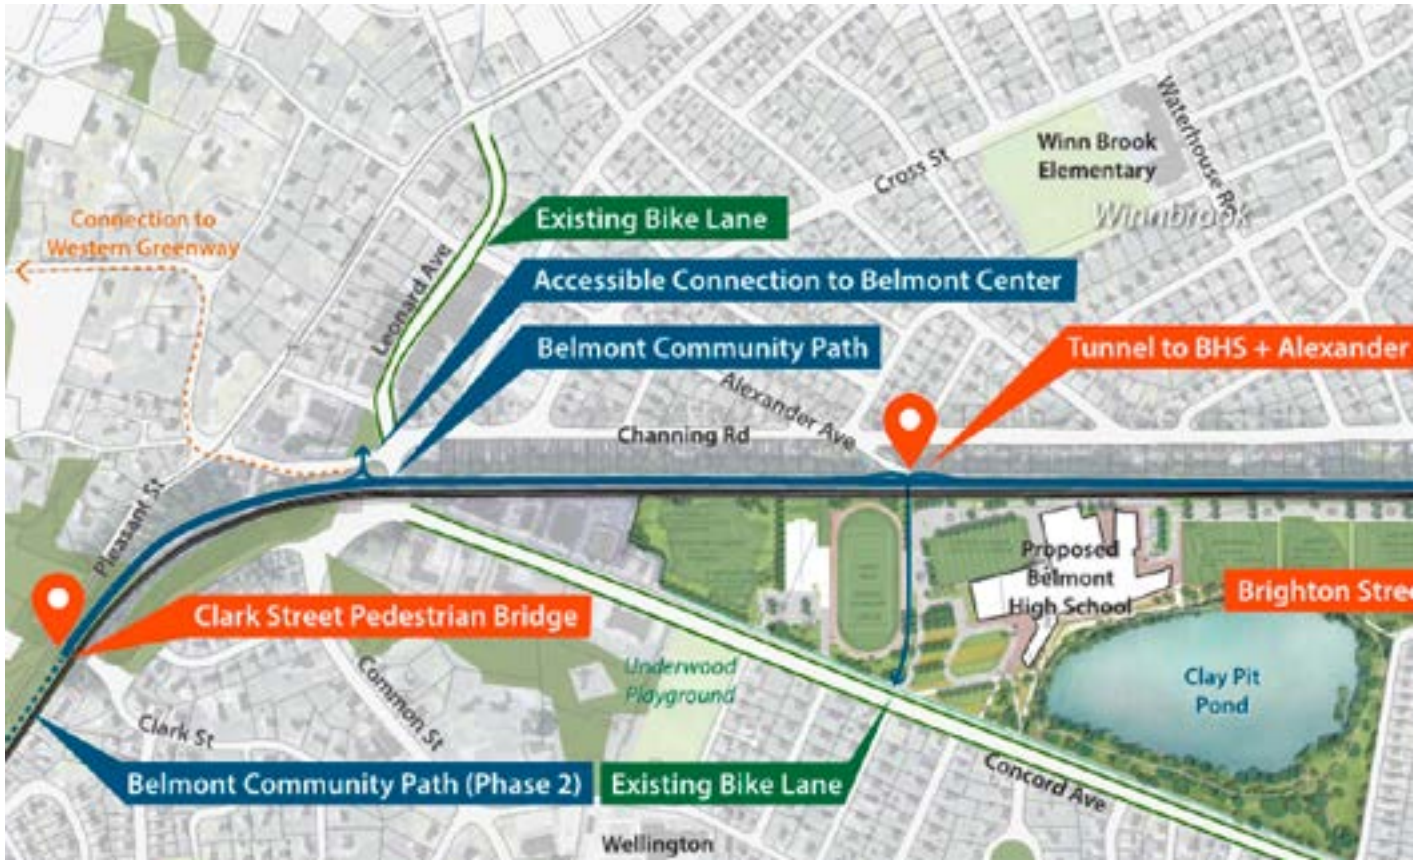 Winn Brook
Elementary
Waterhouse Rd
Winnbrook
Cross St
Connection to
Western Greenway
Existing Bike Lane
Leonard Ave
Accessible Connection to Belmont Center
Belmont Community Path
Tunnel to BHS + Alexander
Alexander Ave
Channing Rd
Pleasant St
Proposed
Belmont
High School
Brighton Stree
Clark Street Pedestrian Bridge
Underwood
Playground
Clay Pit
Pond
Common St
Clark St
Belmont Community Path (Phase 2)
Existing Bike Lane
Concord Ave
Wellington